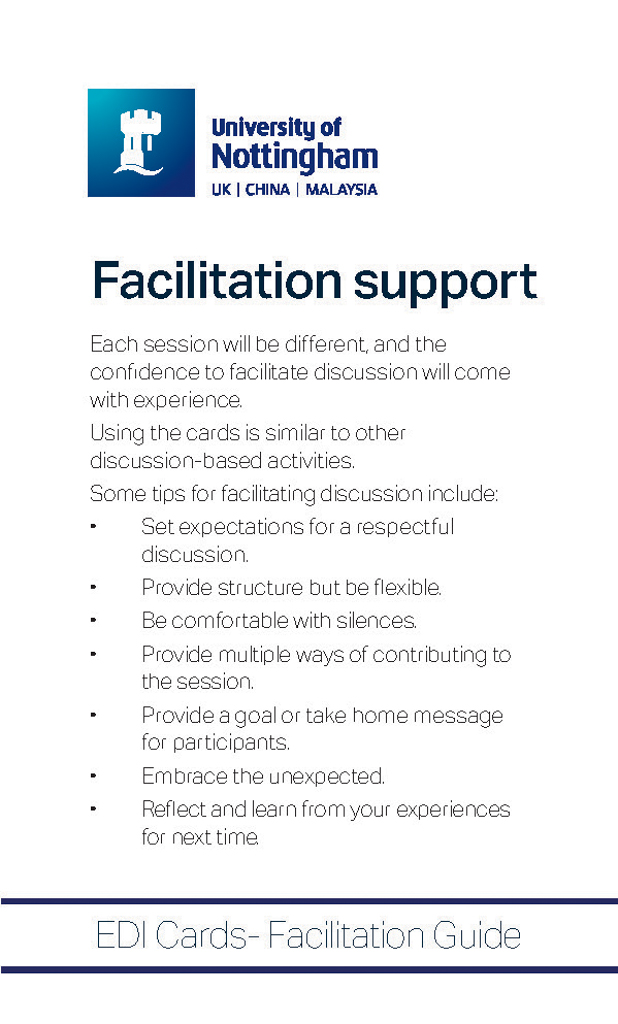 University of
Nottingham
UK | CHINA | MALAYSIA
Facilitation support
Each session will be different, and the
confidence to facilitate discussion will come
with experience.
Using the cards is similar to other
discussion-based activities.
Some tips for facilitating discussion include:
• Set expectations for a respectful
discussion.
• Provide structure but be flexible.
• Be comfortable with silences.
• Provide multiple ways of contributing to
the session.
• Provide a goal or take home message
for participants.
• Embrace the unexpected.
• Reflect and learn from your experiences
for next time.
EDI Cards- Facilitation Guide